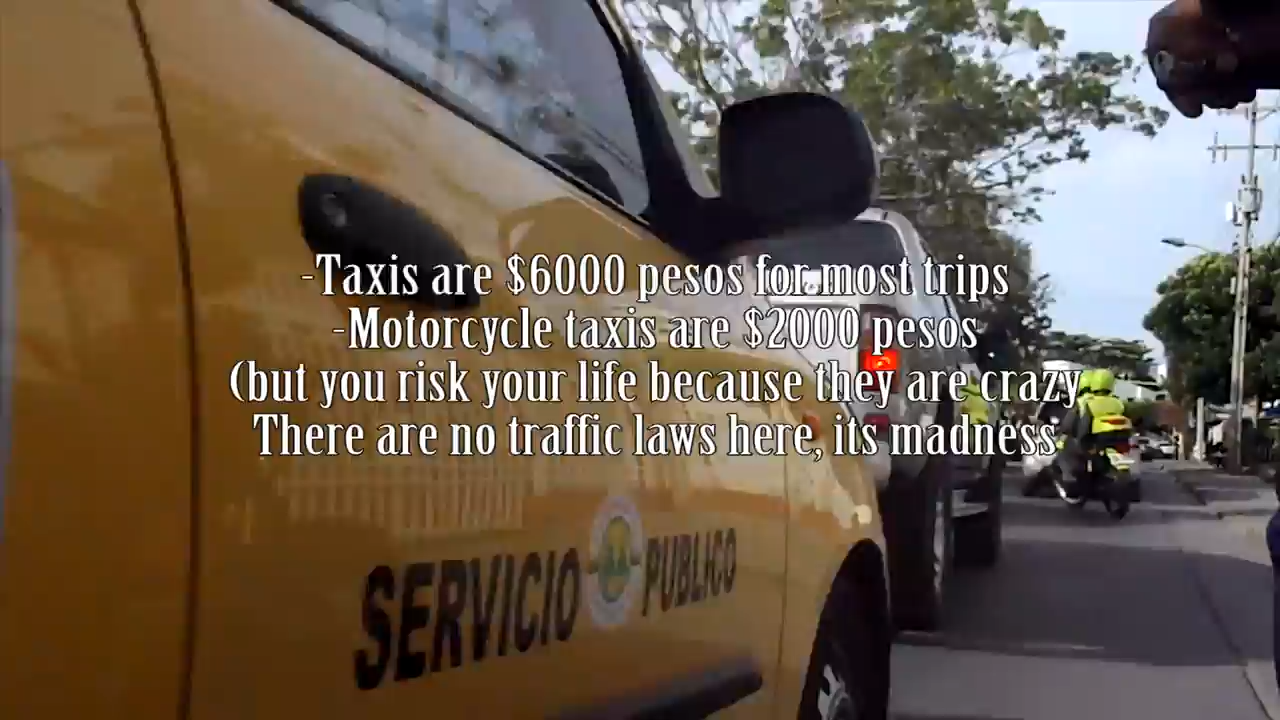 -Taxis are $6000 pesos for most trips
-Motorcycle taxis are $2000 pesos
(but you risk your life because they are crazy
There are no traffic laws here, its madness
SERVICIO PUBLICO